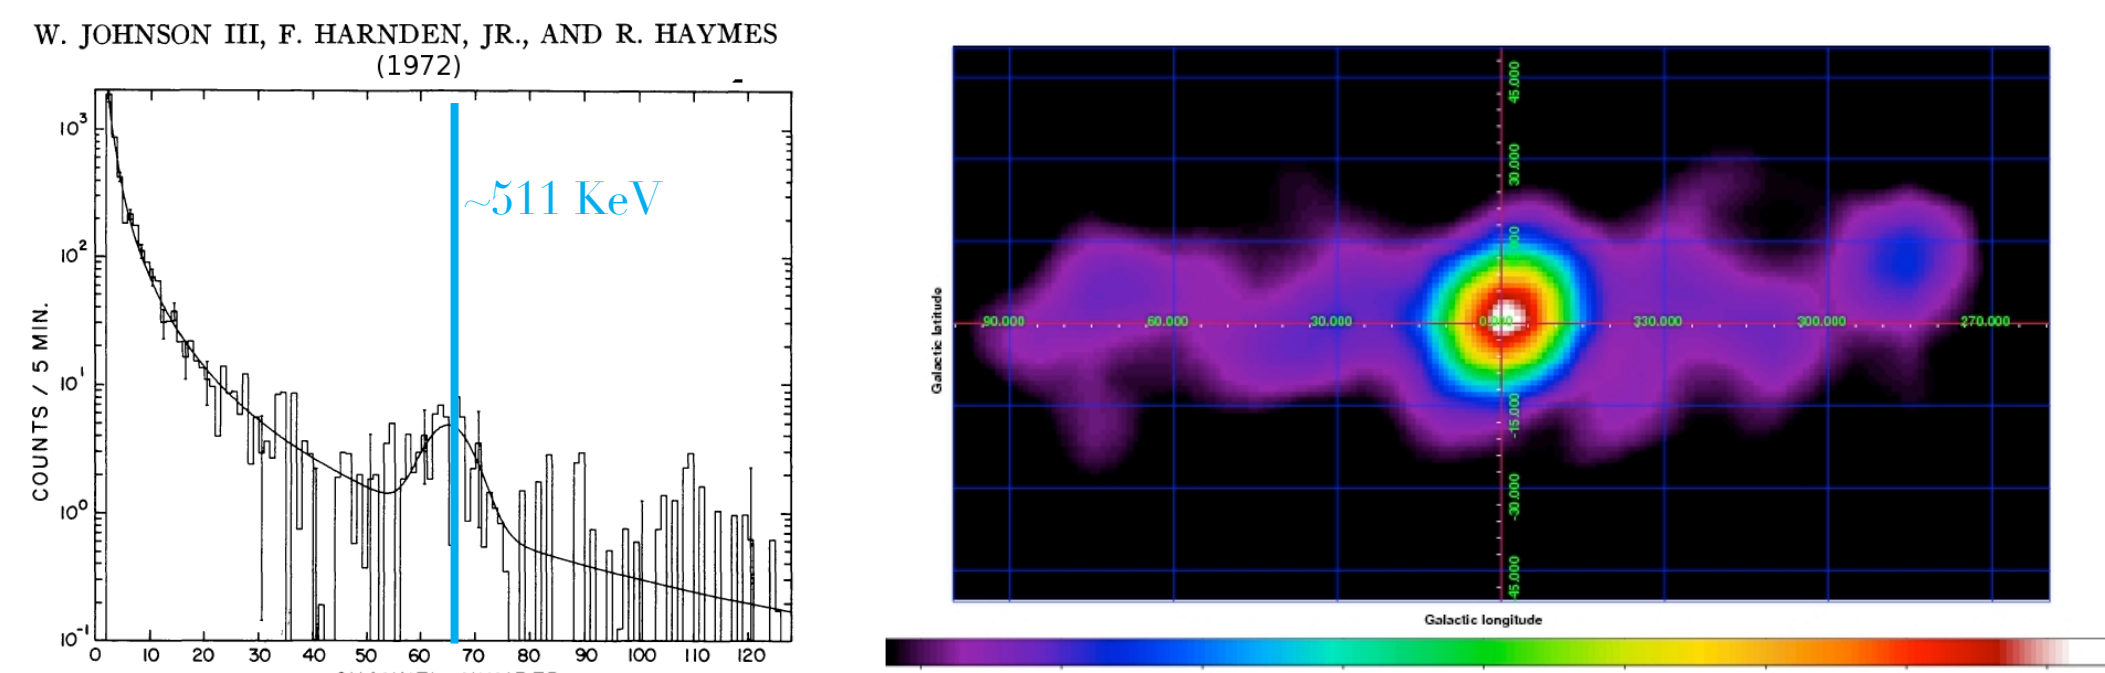 W. JOHNSON III, F. HARNDEN, JR., AND R. HAYMES
(1972)
~511 KeV
COUNTS / 5 MIN.
10³
10²
10¹
10⁰
10⁻¹
0 10 20 30 40 50 60 70 80 90 100 110 120
Galactic latitude
45.000
30.000
90.000 60.000 30.000 330.000 300.000 270.000
-15.000
-30.000
45.000
Galactic longitude